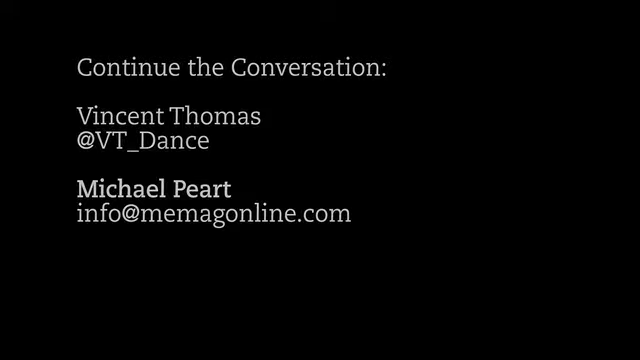 Continue the Conversation:
Vincent Thomas
@VT_Dance
Michael Peart
info@memagonline.com